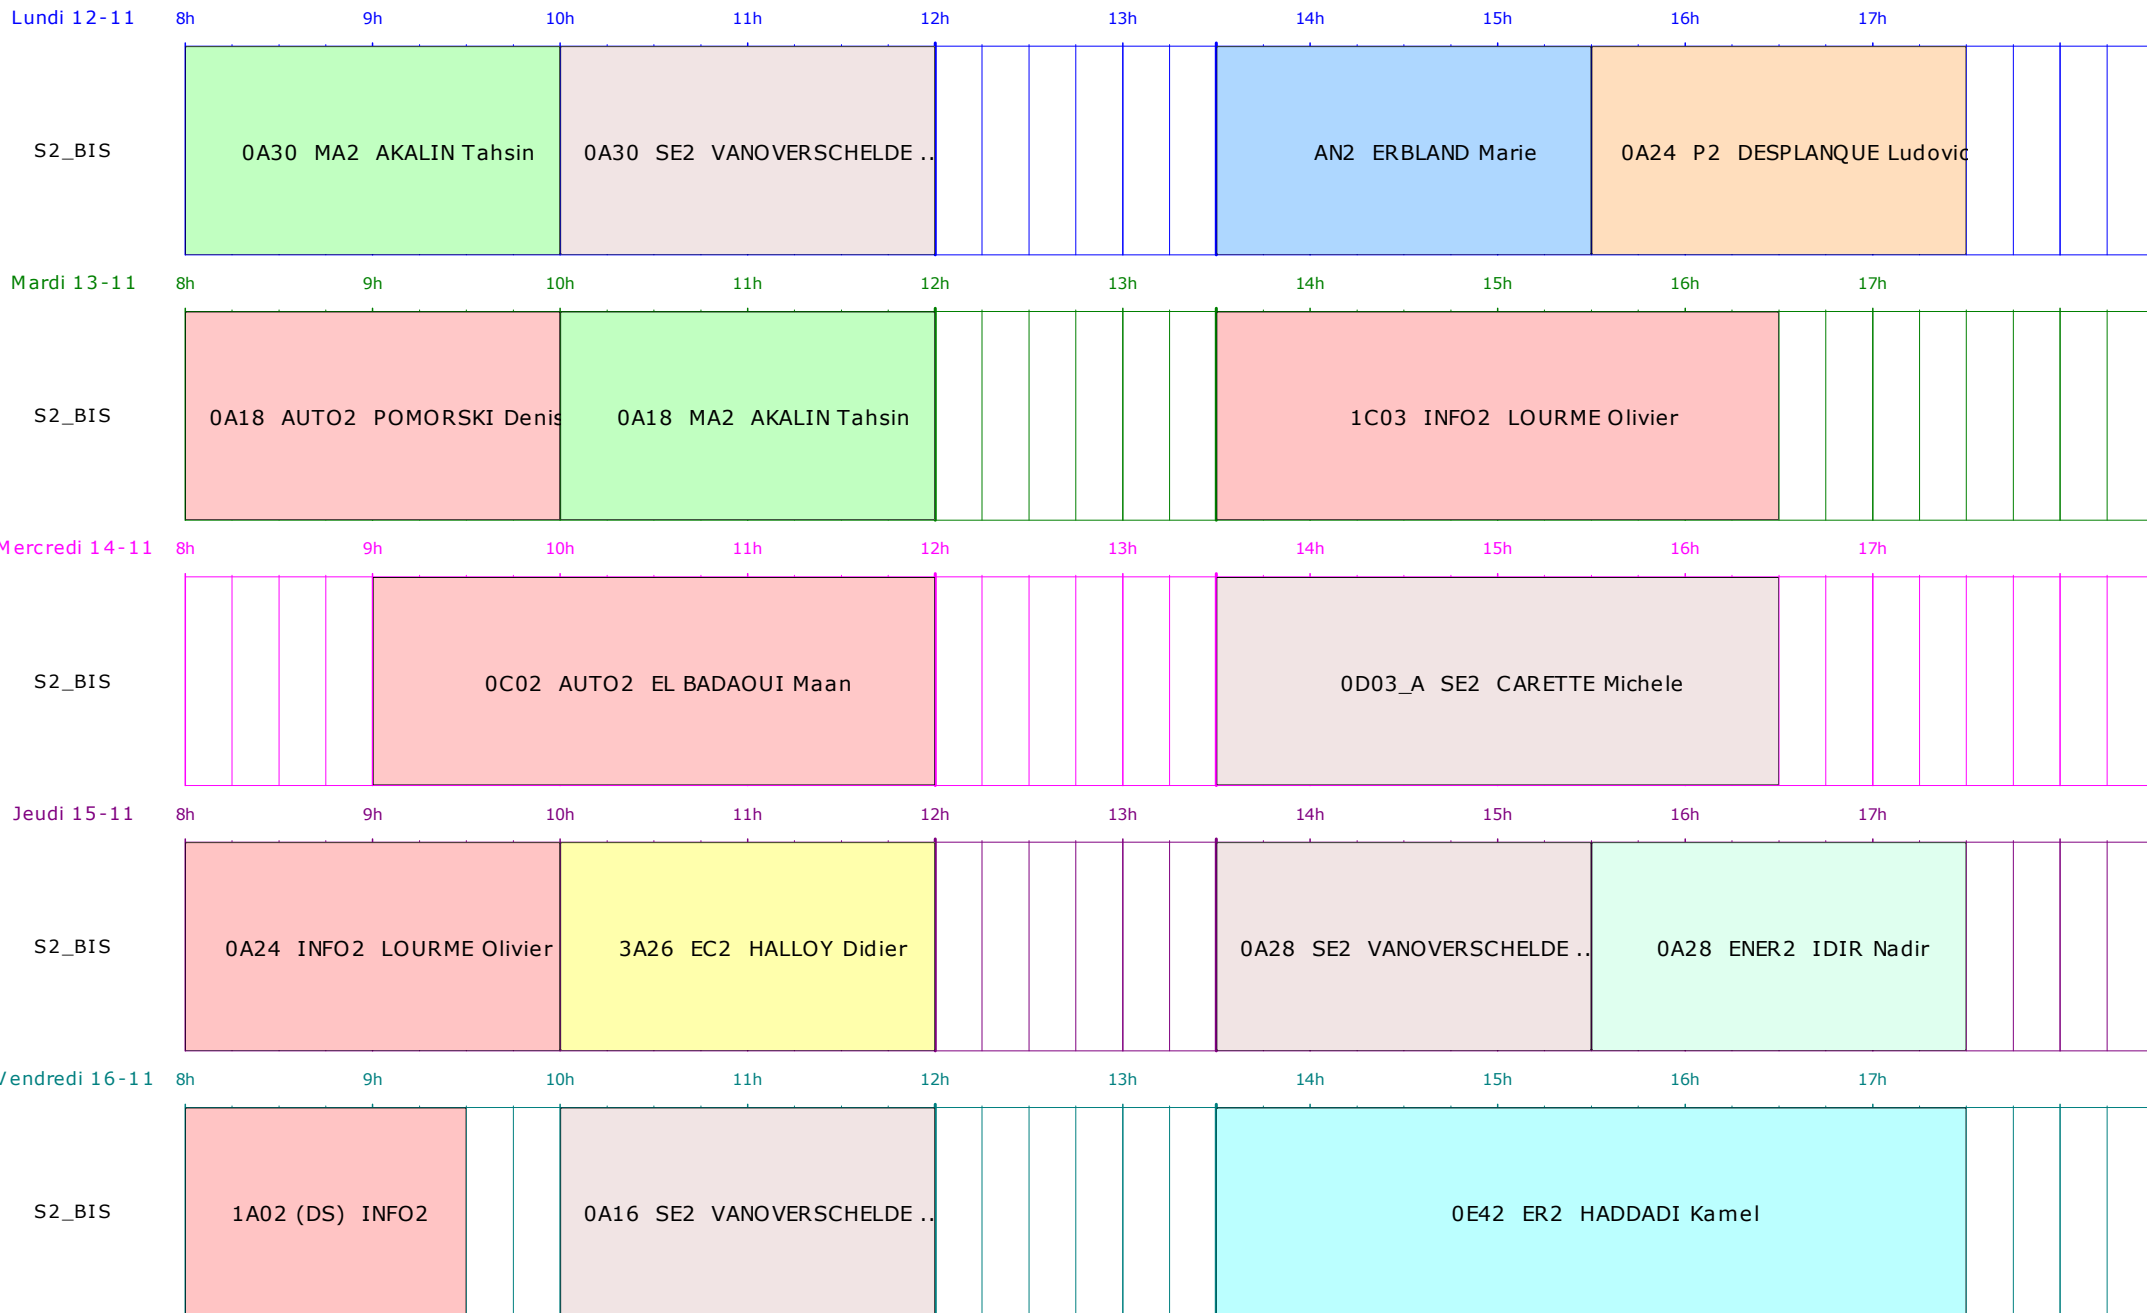 Lundi 12-11 8h 9h 10h 11h 12h 13h 14h 15h 16h 17h
S2_BIS 0A30 MA2 AKALIN Tahsin 0A30 SE2 VANOVERSCHELDE .. AN2 ERBLAND Marie 0A24 P2 DESPLANQUE Ludovic
Mardi 13-11 8h 9h 10h 11h 12h 13h 14h 15h 16h 17h
S2_BIS 0A18 AUTO2 POMORSKI Denis 0A18 MA2 AKALIN Tahsin 1C03 INFO2 LOURME Olivier
Mercredi 14-11 8h 9h 10h 11h 12h 13h 14h 15h 16h 17h
S2_BIS 0C02 AUTO2 EL BADAOUI Maan 0D03_A SE2 CARETTE Michele
Jeudi 15-11 8h 9h 10h 11h 12h 13h 14h 15h 16h 17h
S2_BIS 0A24 INFO2 LOURME Olivier 3A26 EC2 HALLOY Didier 0A28 SE2 VANOVERSCHELDE .. 0A28 ENER2 IDIR Nadir
Vendredi 16-11 8h 9h 10h 11h 12h 13h 14h 15h 16h 17h
S2_BIS 1A02 (DS) INFO2 0A16 SE2 VANOVERSCHELDE .. 0E42 ER2 HADDADI Kamel